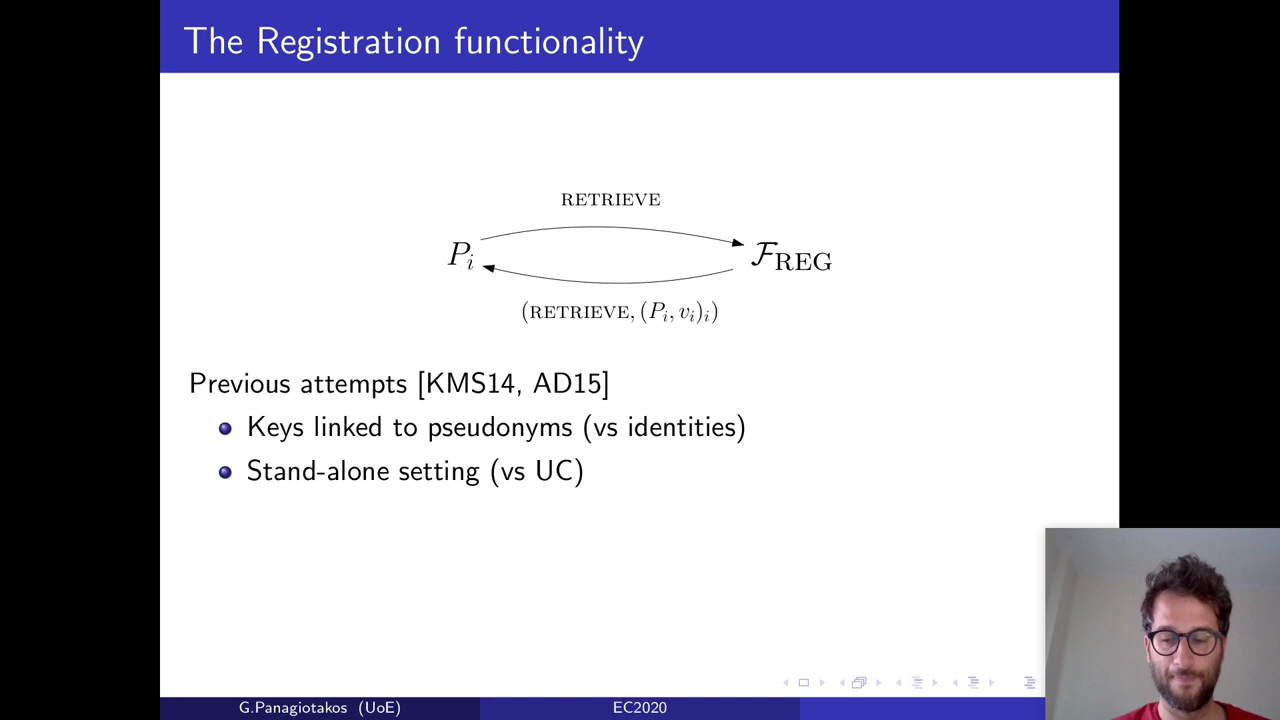 The Registration functionality
RETRIEVE
P_i
F_REG
(RETRIEVE, (P_i, v_i)_i)
Previous attempts [KMS14, AD15]
Keys linked to pseudonyms (vs identities)
Stand-alone setting (vs UC)
G.Panagiotakos (UoE)
EC2020